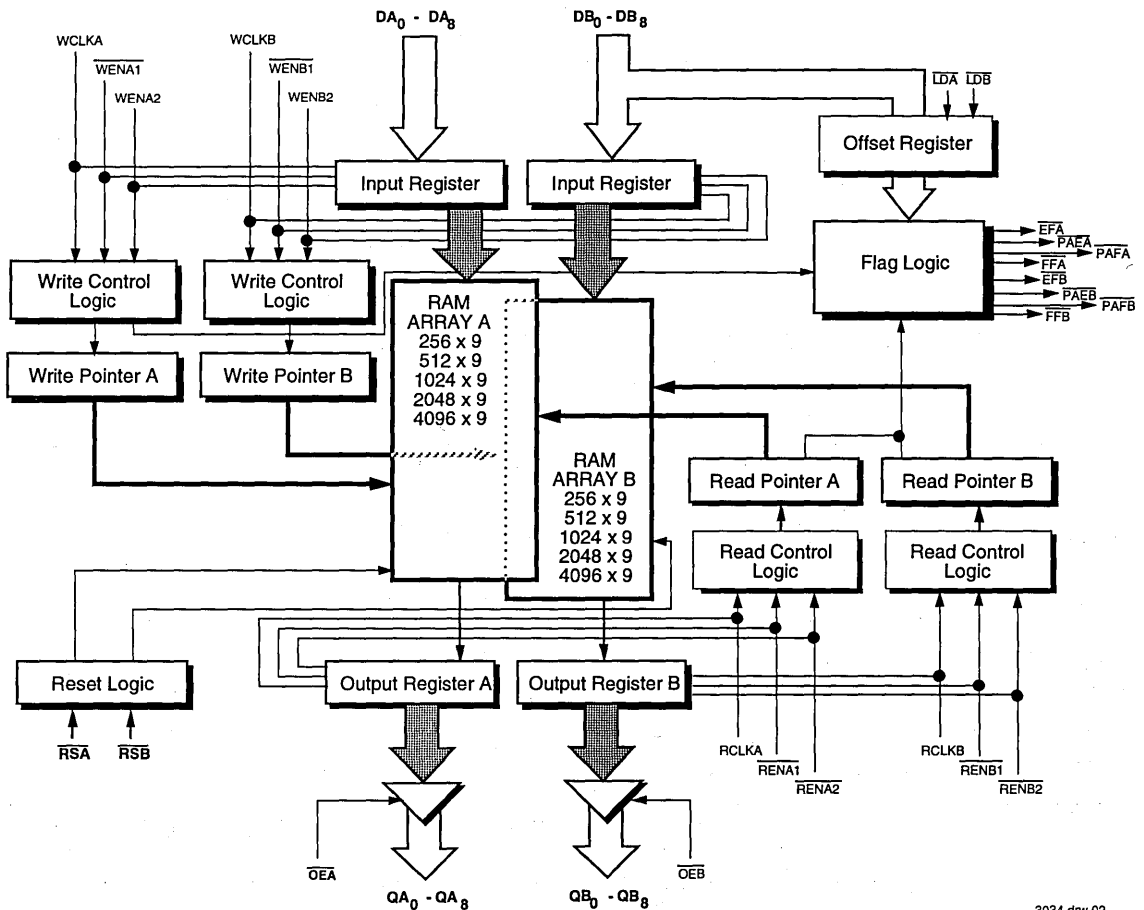 DA0 - DA8
DB0 - DB8
WCLKA
WENA1
WENA2
WCLKB
WENB1
WENB2
LDA LDB
Offset Register
Input Register
Input Register
Write Control
Logic
Write Control
Logic
Flag Logic
EFA
PAEA
PAFA
FFA
EFB
PAEB
PAFB
FFB
Write Pointer A
Write Pointer B
RAM
ARRAY A
256 x 9
512 x 9
1024 x 9
2048 x 9
4096 x 9
RAM
ARRAY B
256 x 9
512 x 9
1024 x 9
2048 x 9
4096 x 9
Read Pointer A
Read Pointer B
Read Control
Logic
Read Control
Logic
Reset Logic
RSA
RSB
Output Register A
Output Register B
RCLKA
RENA1
RENA2
RCLKB
RENB1
RENB2
OEA
OEB
QA0 - QA8
QB0 - QB8